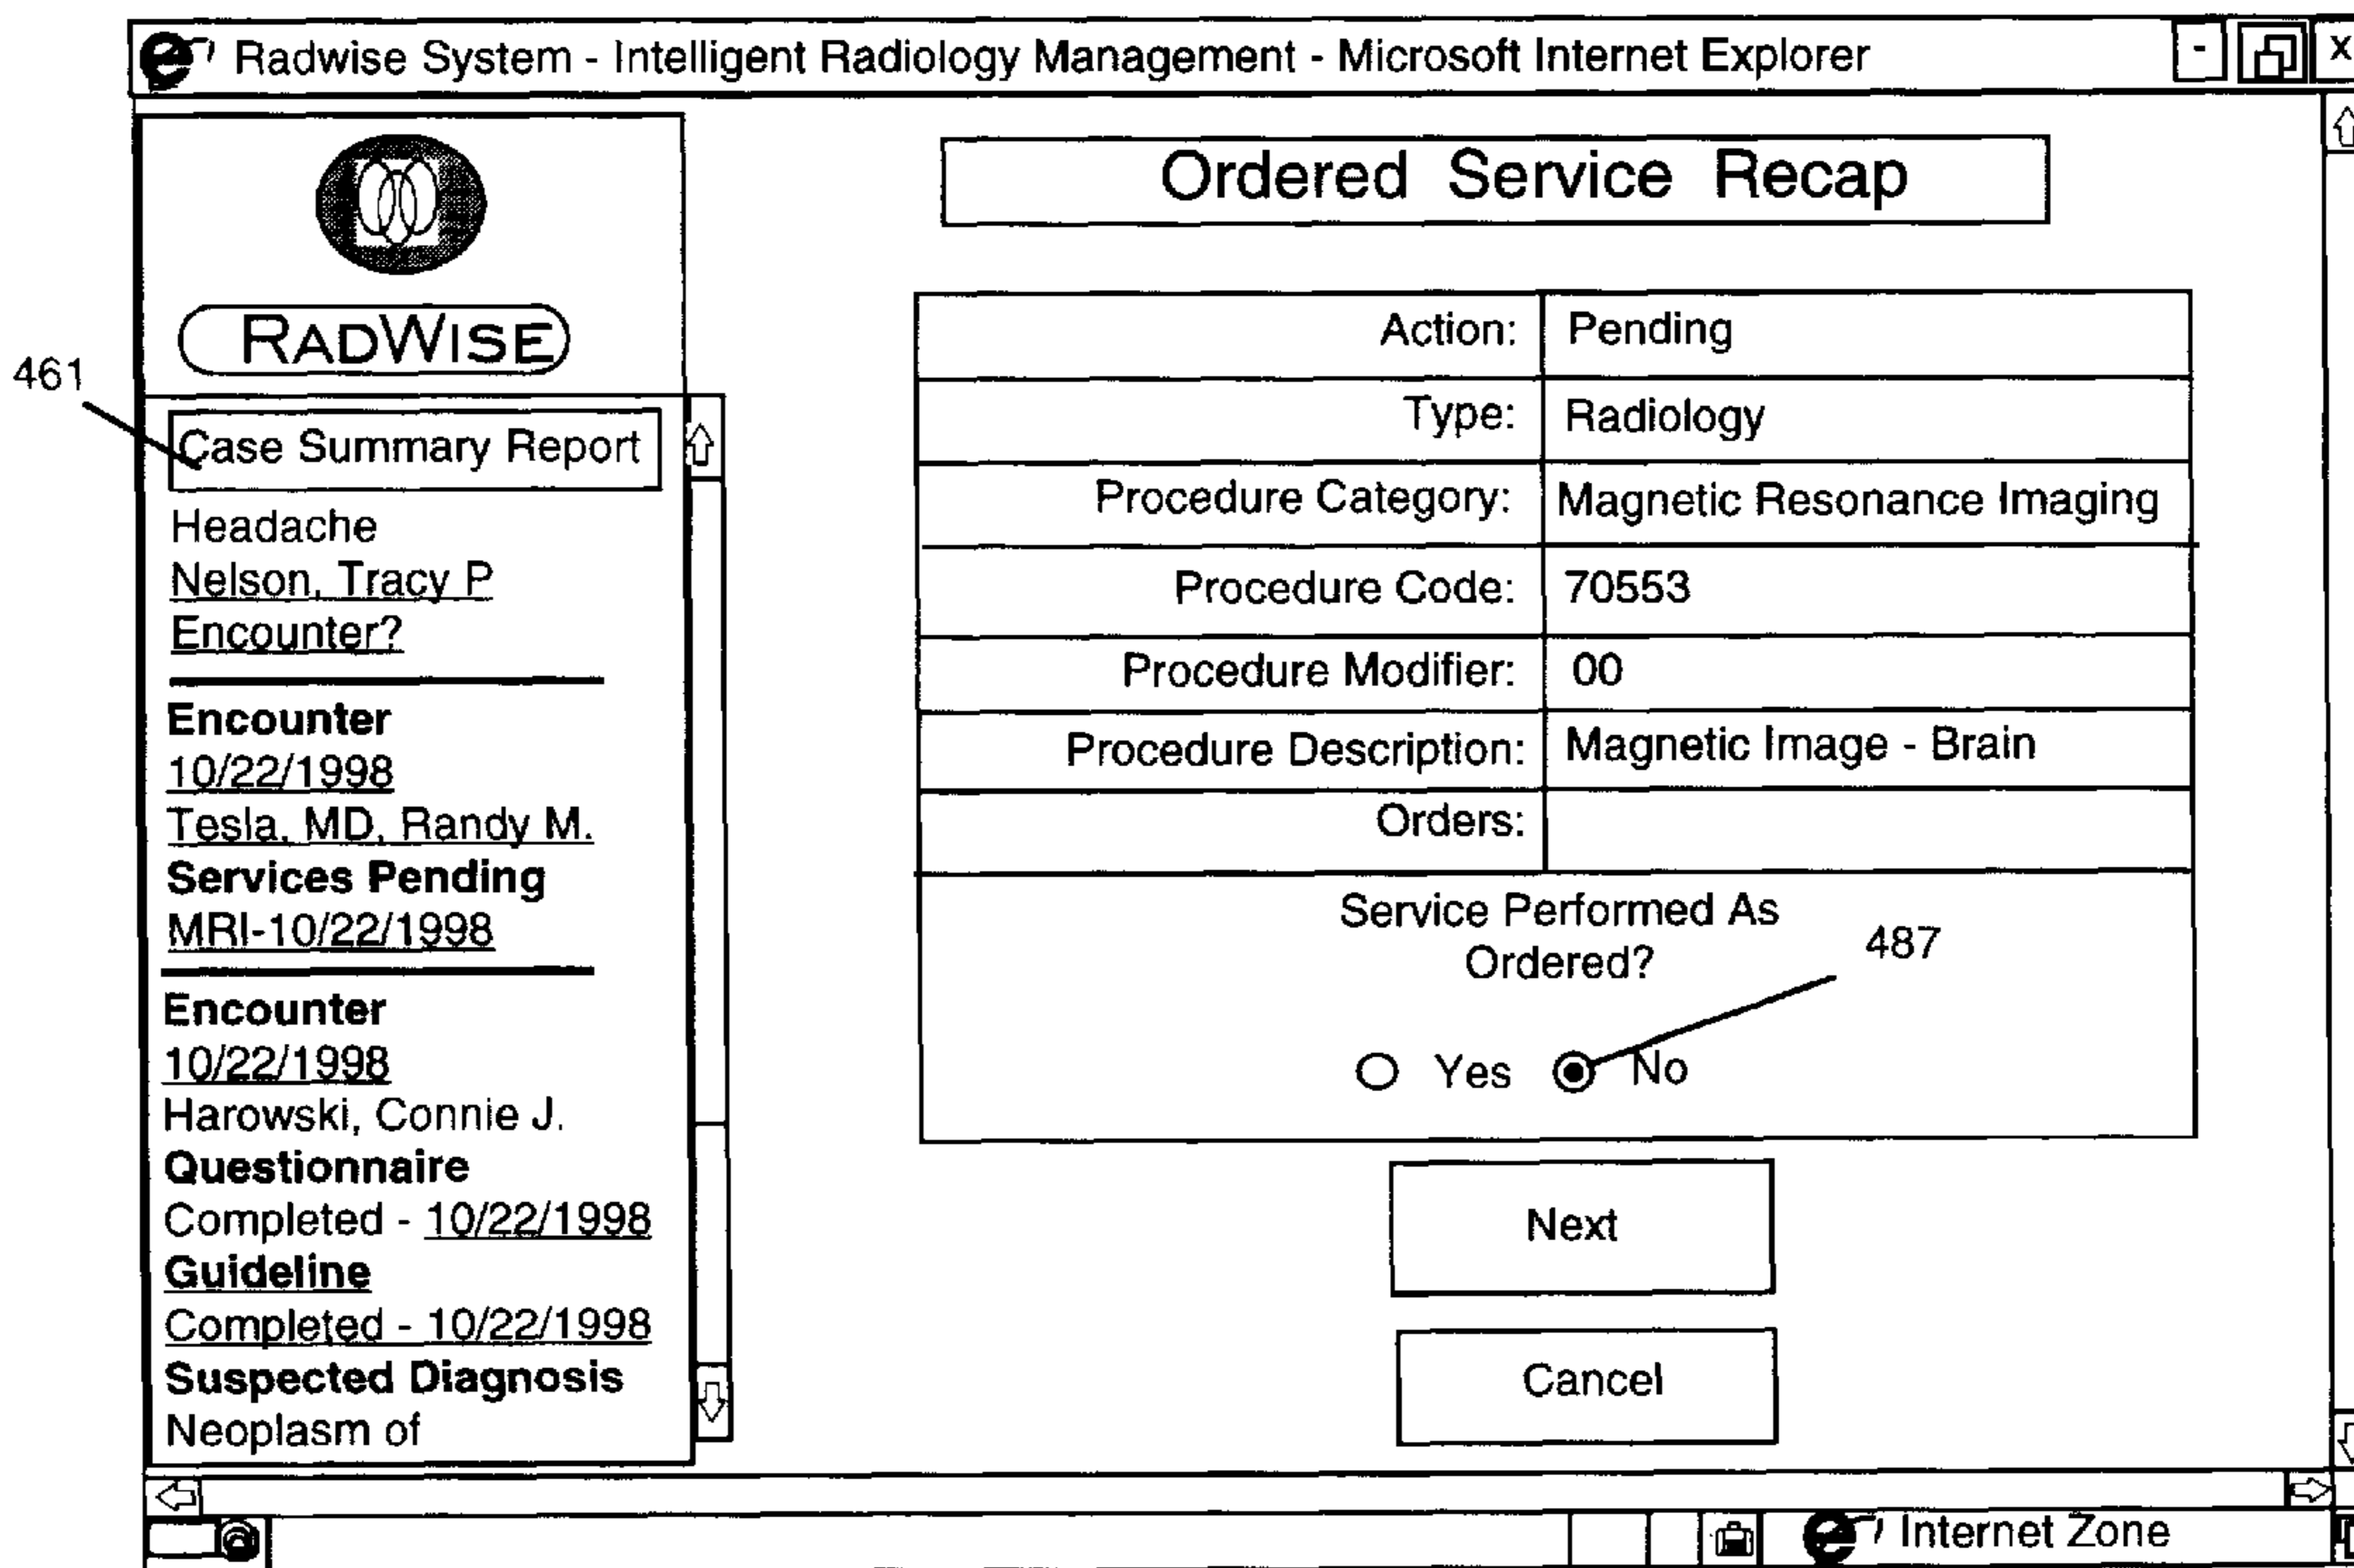 Radwise System - Intelligent Radiology Management - Microsoft Internet Explorer
- X
RADWISE
461
Case Summary Report
Headache
Nelson, Tracy P
Encounter?
Encounter
10/22/1998
Tesla, MD, Randy M.
Services Pending
MRI-10/22/1998
Encounter
10/22/1998
Harowski, Connie J.
Questionnaire
Completed - 10/22/1998
Guideline
Completed - 10/22/1998
Suspected Diagnosis
Neoplasm of
Ordered Service Recap
Action: Pending
Type: Radiology
Procedure Category: Magnetic Resonance Imaging
Procedure Code: 70553
Procedure Modifier: 00
Procedure Description: Magnetic Image - Brain
Orders:
Service Performed As
Ordered?
487
Yes No
Next
Cancel
Internet Zone